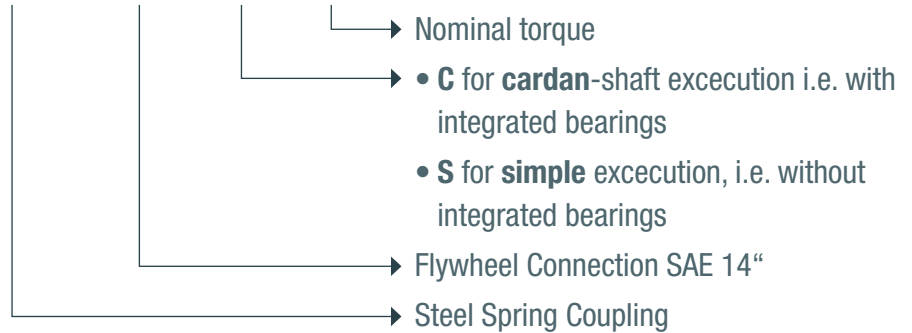 Nominal torque
• C for cardan-shaft excecution i.e. with
integrated bearings
• S for simple excecution, i.e. without
integrated bearings
Flywheel Connection SAE 14“
Steel Spring Coupling